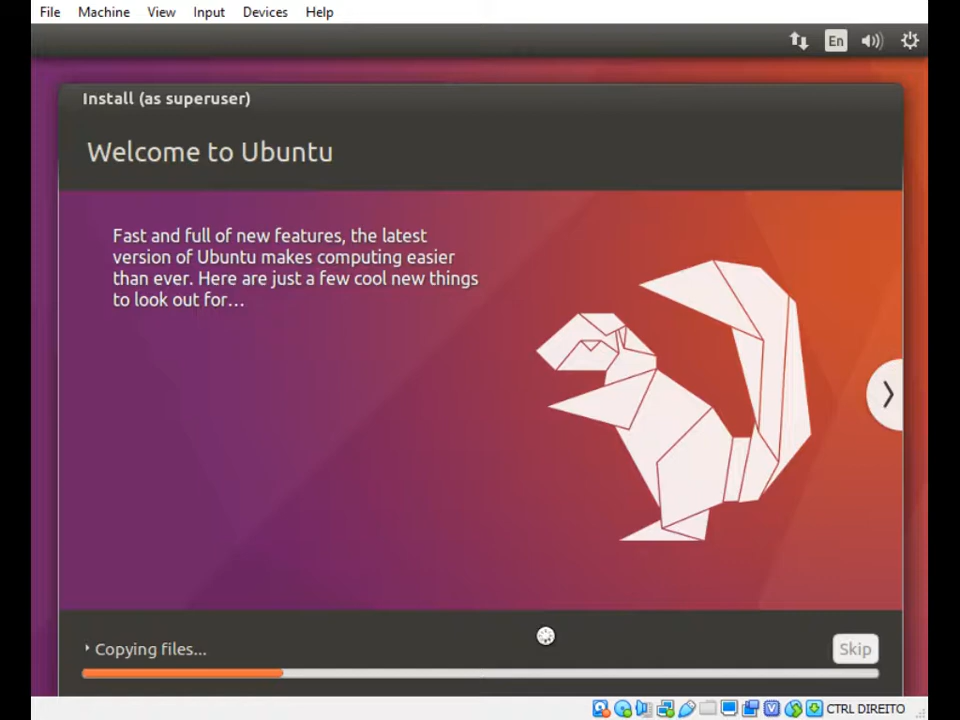 File Machine View Input Devices Help
En
Install (as superuser)
Welcome to Ubuntu
Fast and full of new features, the latest
version of Ubuntu makes computing easier
than ever. Here are just a few cool new things
to look out for…
Copying files...
Skip
CTRL DIREITO